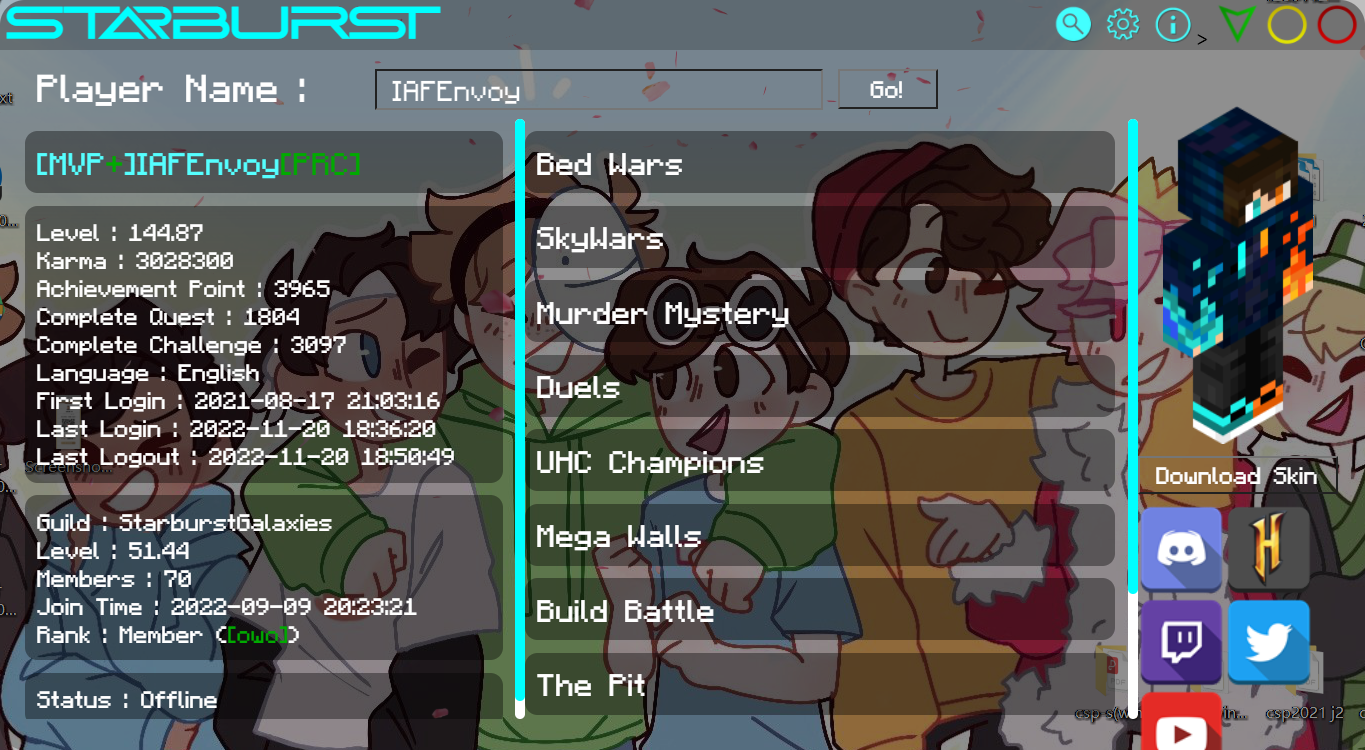 STARBURST
>
Player Name :
IAFEnvoy
Go!
[MVP+]IAFEnvoy[PRC]
Level : 144.87
Karma : 3028300
Achievement Point : 3965
Complete Quest : 1804
Complete Challenge : 3097
Language : English
First Login : 2021-08-17 21:03:16
Last Login : 2022-11-20 18:36:20
Last Logout : 2022-11-20 18:50:49
Screensho...
Guild : StarburstGalaxies
Level : 51.44
Members : 70
Join Time : 2022-09-09 20:23:21
Rank : Member ([owo])
Status : Offline
Bed Wars
SkyWars
Murder Mystery
Duels
UHC Champions
Mega Walls
Build Battle
The Pit
Download Skin
csp2021 j2